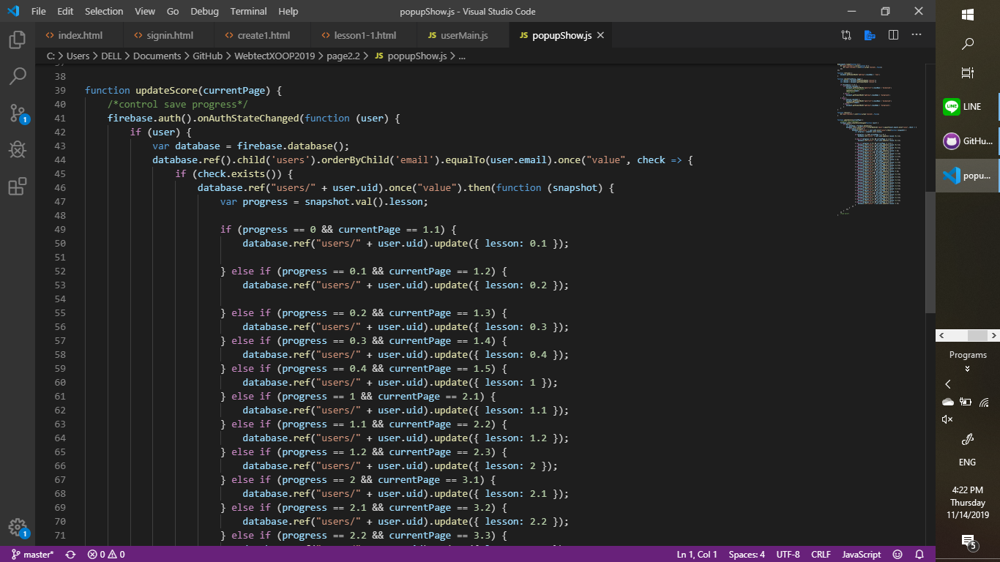 File Edit Selection View Go Debug Terminal Help popupShow.js - Visual Studio Code
<> index.html <> signin.html <> create1.html <> lesson1-1.html JS userMain.js JS popupShow.js
C: > Users > DELL > Documents > GitHub > WebtectXOOP2019 > page2.2 > JS popupShow.js > ...
37
38
39 function updateScore(currentPage) {
40 /*control save progress*/
41 firebase.auth().onAuthStateChanged(function (user) {
42 if (user) {
43 var database = firebase.database();
44 database.ref().child('users').orderByChild('email').equalTo(user.email).once("value", check => {
45 if (check.exists()) {
46 database.ref("users/" + user.uid).once("value").then(function (snapshot) {
47 var progress = snapshot.val().lesson;
48
49 if (progress == 0 && currentPage == 1.1) {
50 database.ref("users/" + user.uid).update({ lesson: 0.1 });
51
52 } else if (progress == 0.1 && currentPage == 1.2) {
53 database.ref("users/" + user.uid).update({ lesson: 0.2 });
54
55 } else if (progress == 0.2 && currentPage == 1.3) {
56 database.ref("users/" + user.uid).update({ lesson: 0.3 });
57 } else if (progress == 0.3 && currentPage == 1.4) {
58 database.ref("users/" + user.uid).update({ lesson: 0.4 });
59 } else if (progress == 0.4 && currentPage == 1.5) {
60 database.ref("users/" + user.uid).update({ lesson: 1 });
61 } else if (progress == 1 && currentPage == 2.1) {
62 database.ref("users/" + user.uid).update({ lesson: 1.1 });
63 } else if (progress == 1.1 && currentPage == 2.2) {
64 database.ref("users/" + user.uid).update({ lesson: 1.2 });
65 } else if (progress == 1.2 && currentPage == 2.3) {
66 database.ref("users/" + user.uid).update({ lesson: 2 });
67 } else if (progress == 2 && currentPage == 3.1) {
68 database.ref("users/" + user.uid).update({ lesson: 2.1 });
69 } else if (progress == 2.1 && currentPage == 3.2) {
70 database.ref("users/" + user.uid).update({ lesson: 2.2 });
71 } else if (progress == 2.2 && currentPage == 3.3) {
1
1
master* 0 0 Ln 1, Col 1 Spaces: 4 UTF-8 CRLF JavaScript
LINE
GitHu...
popu...
Programs
ENG
4:22 PM
Thursday
11/14/2019
5